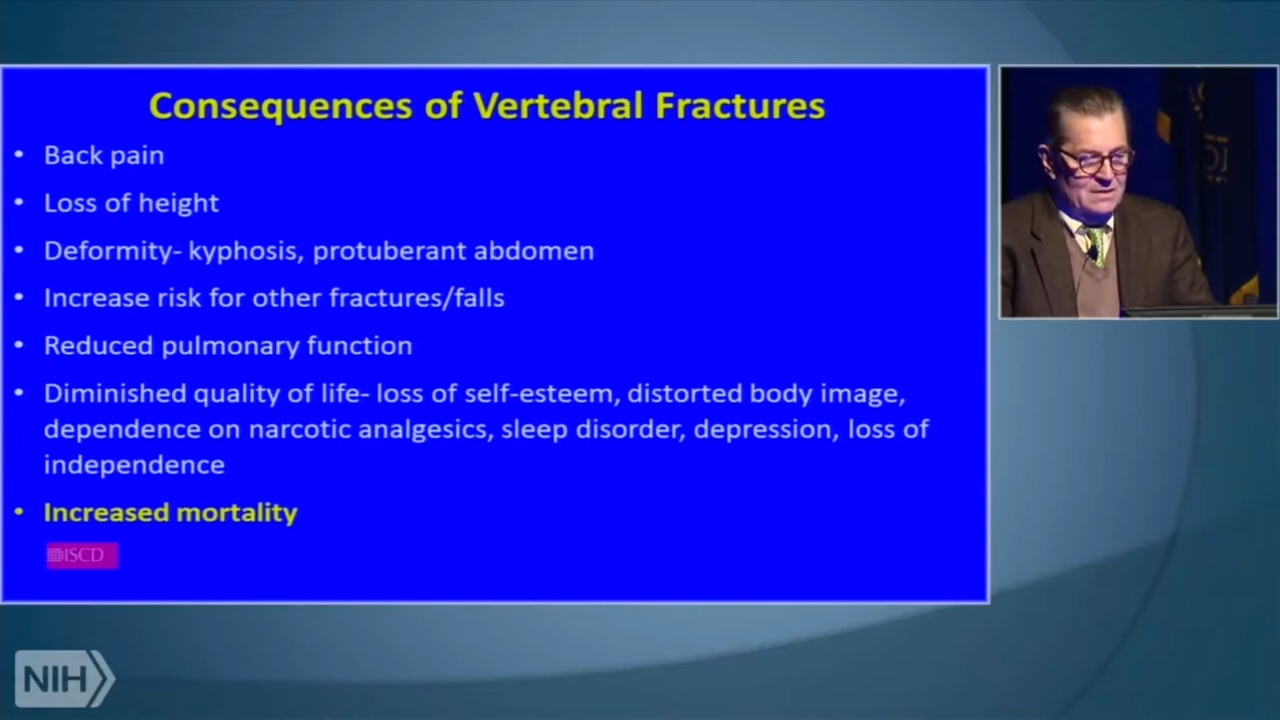 Consequences of Vertebral Fractures
• Back pain
• Loss of height
• Deformity- kyphosis, protuberant abdomen
• Increase risk for other fractures/falls
• Reduced pulmonary function
• Diminished quality of life- loss of self-esteem, distorted body image,
dependence on narcotic analgesics, sleep disorder, depression, loss of
independence
• Increased mortality
ISCD
NIH